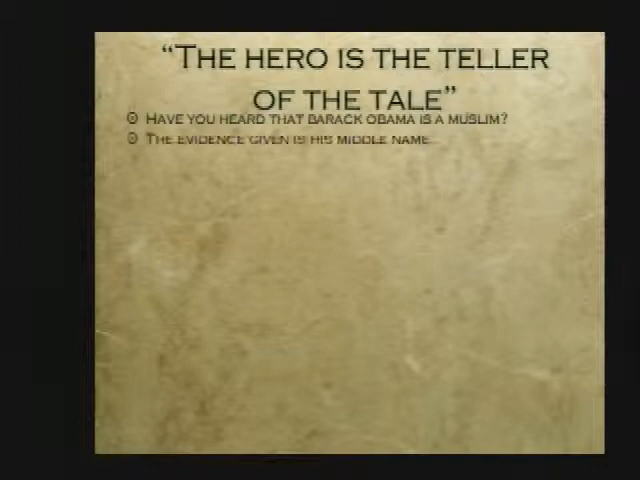 “THE HERO IS THE TELLER
OF THE TALE”
HAVE YOU HEARD THAT BARACK OBAMA IS A MUSLIM?
THE EVIDENCE GIVEN IS HIS MIDDLE NAME